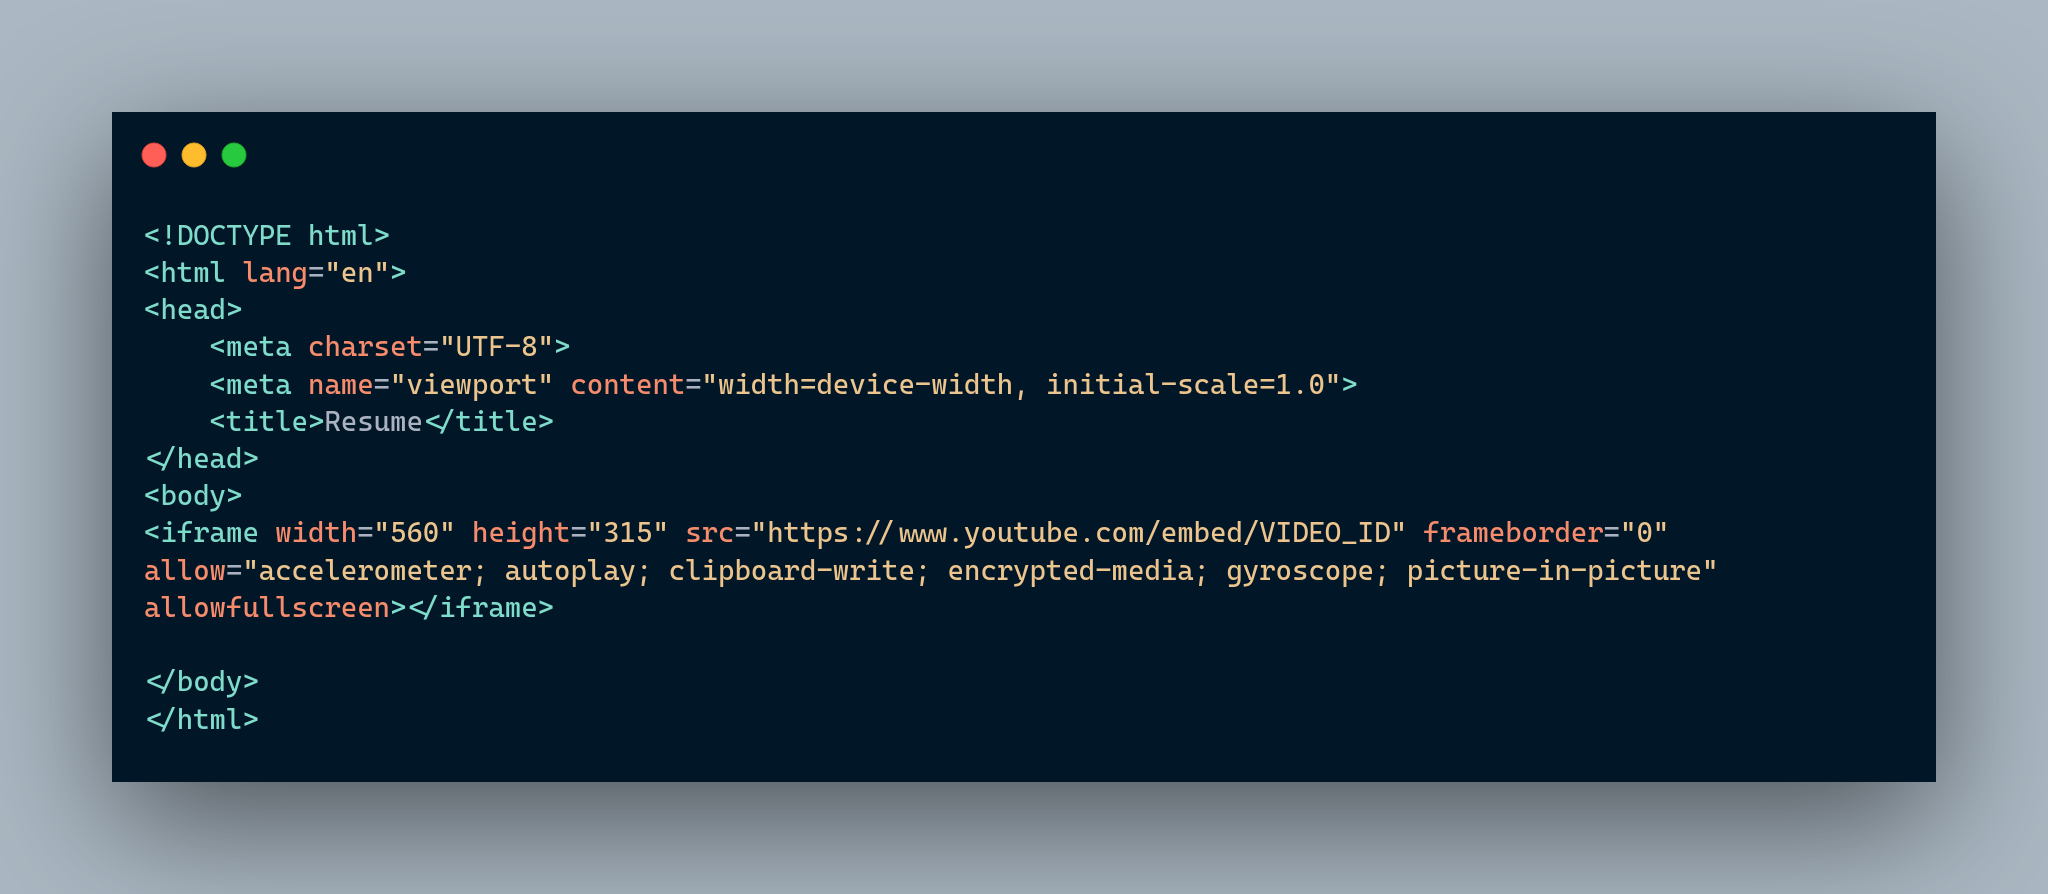 <!DOCTYPE html>
<html lang="en">
<head>
    <meta charset="UTF-8">
    <meta name="viewport" content="width=device-width, initial-scale=1.0">
    <title>Resume</title>
</head>
<body>
<iframe width="560" height="315" src="https://www.youtube.com/embed/VIDEO_ID" frameborder="0"
allow="accelerometer; autoplay; clipboard-write; encrypted-media; gyroscope; picture-in-picture"
allowfullscreen></iframe>

</body>
</html>